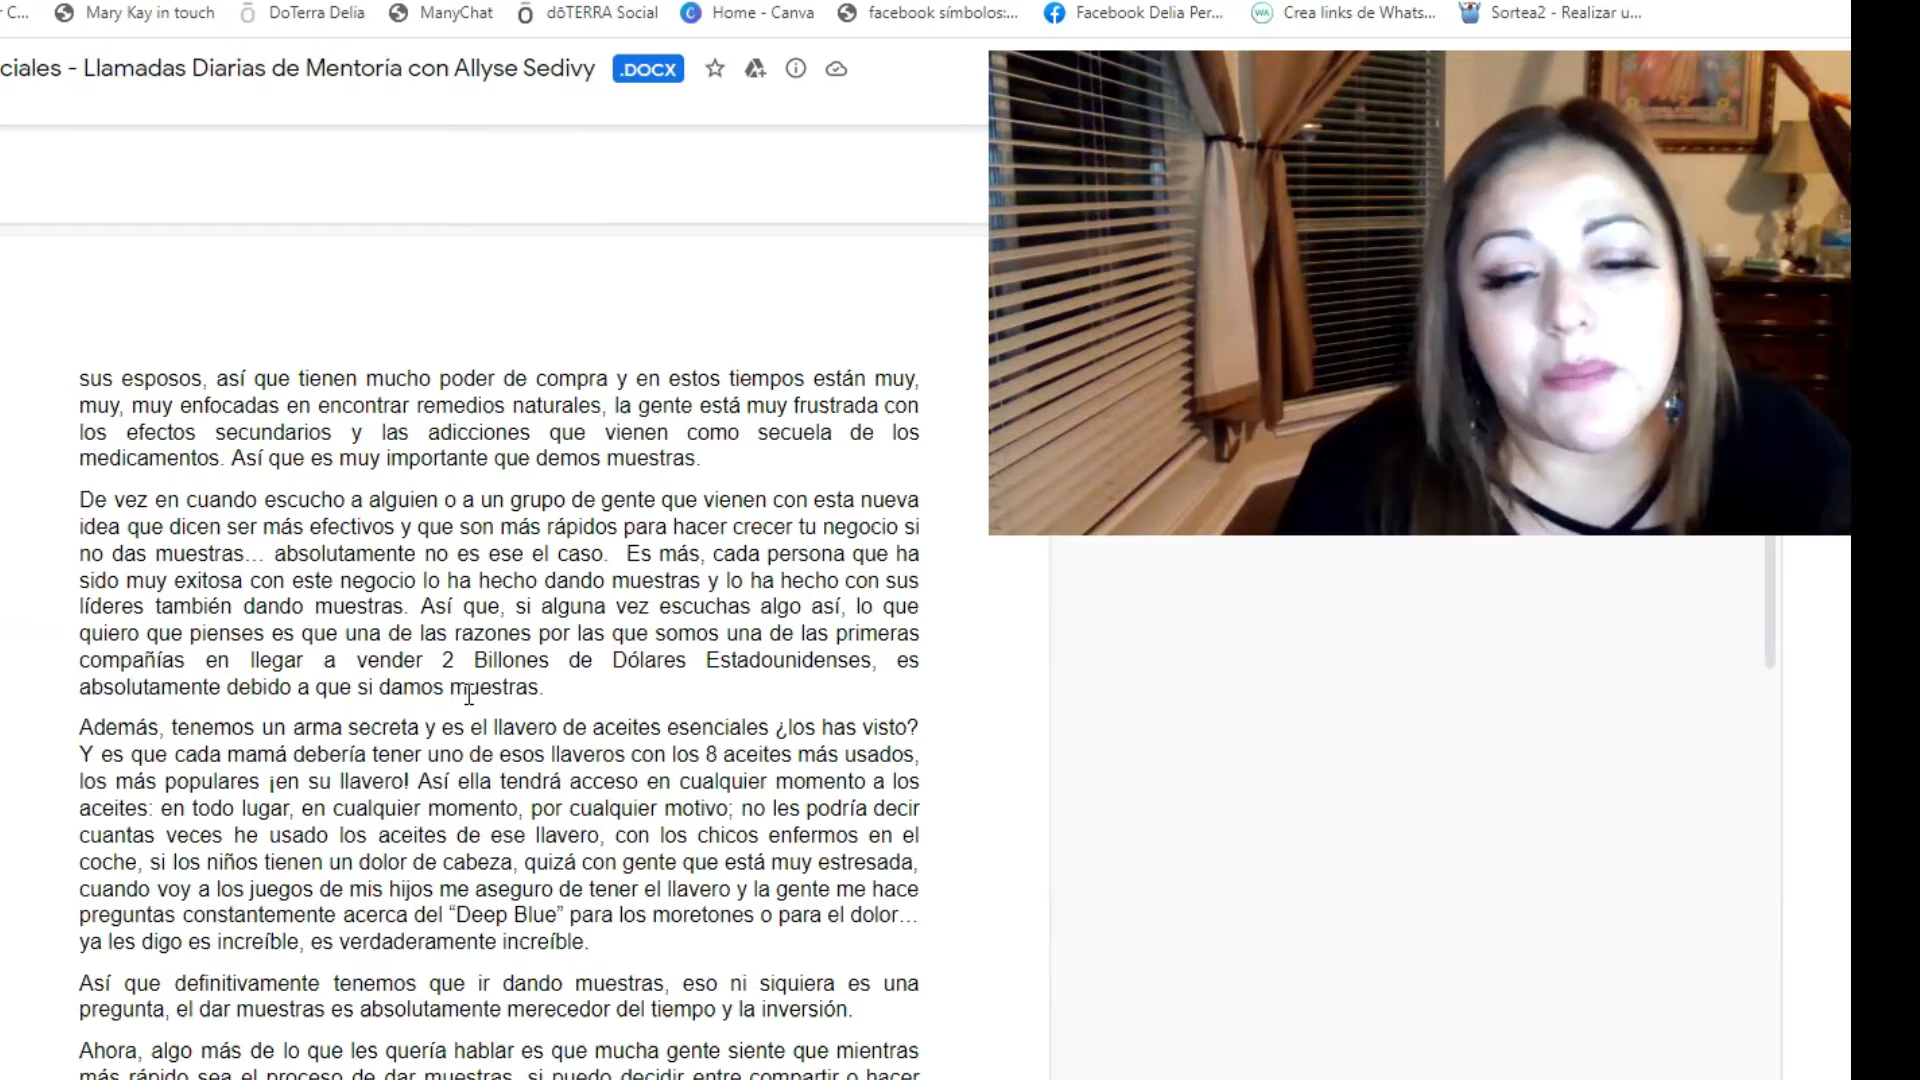 r C...
Mary Kay in touch
DoTerra Delia
ManyChat
dōTERRA Social
Home - Canva
facebook símbolos:...
Facebook Delia Per...
Crea links de Whats...
Sortea2 - Realizar u...
ciales - Llamadas Diarias de Mentoría con Allyse Sedivy
.DOCX
sus esposos, así que tienen mucho poder de compra y en estos tiempos están muy,
muy, muy enfocadas en encontrar remedios naturales, la gente está muy frustrada con
los efectos secundarios y las adicciones que vienen como secuela de los
medicamentos. Así que es muy importante que demos muestras.
De vez en cuando escucho a alguien o a un grupo de gente que vienen con esta nueva
idea que dicen ser más efectivos y que son más rápidos para hacer crecer tu negocio si
no das muestras... absolutamente no es ese el caso. Es más, cada persona que ha
sido muy exitosa con este negocio lo ha hecho dando muestras y lo ha hecho con sus
líderes también dando muestras. Así que, si alguna vez escuchas algo así, lo que
quiero que pienses es que una de las razones por las que somos una de las primeras
compañías en llegar a vender 2 Billones de Dólares Estadounidenses, es
absolutamente debido a que si damos muestras.
Además, tenemos un arma secreta y es el llavero de aceites esenciales ¿los has visto?
Y es que cada mamá debería tener uno de esos llaveros con los 8 aceites más usados,
los más populares ¡en su llavero! Así ella tendrá acceso en cualquier momento a los
aceites: en todo lugar, en cualquier momento, por cualquier motivo; no les podría decir
cuantas veces he usado los aceites de ese llavero, con los chicos enfermos en el
coche, si los niños tienen un dolor de cabeza, quizá con gente que está muy estresada,
cuando voy a los juegos de mis hijos me aseguro de tener el llavero y la gente me hace
preguntas constantemente acerca del “Deep Blue” para los moretones o para el dolor...
ya les digo es increíble, es verdaderamente increíble.
Así que definitivamente tenemos que ir dando muestras, eso ni siquiera es una
pregunta, el dar muestras es absolutamente merecedor del tiempo y la inversión.
Ahora, algo más de lo que les quería hablar es que mucha gente siente que mientras
más rápido sea el proceso de dar muestras, si puedo decidir entre compartir o hacer